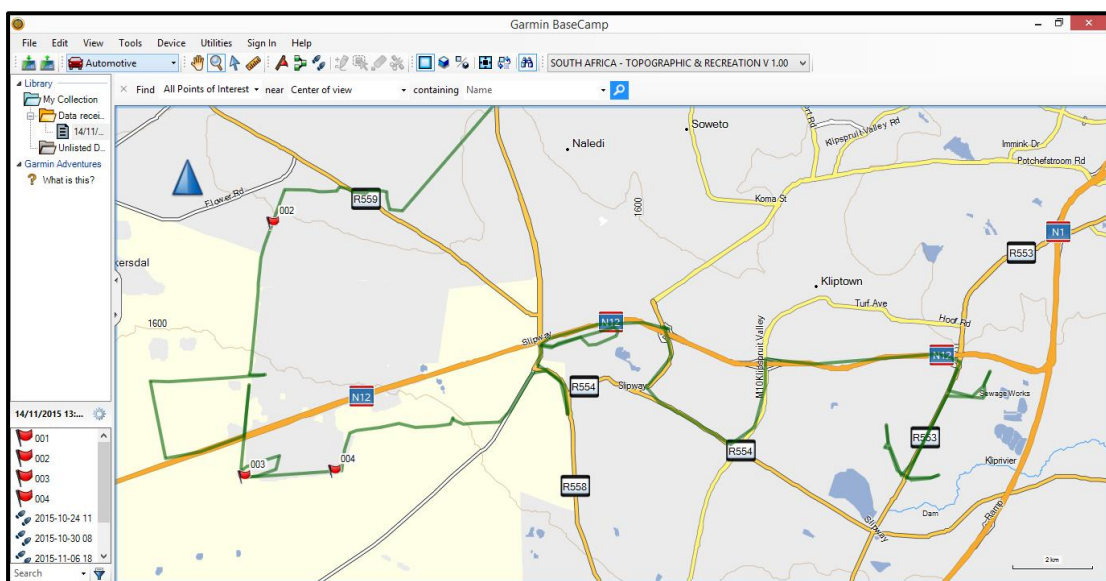 Garmin BaseCamp
File Edit View Tools Device Utilities Sign In Help
Automotive
SOUTH AFRICA - TOPOGRAPHIC & RECREATION V 1.00
Library
My Collection
Data recei...
14/11/...
Unlisted D...
Garmin Adventures
What is this?
Find All Points of Interest near Center of view containing Name
14/11/2015 13:...
001
002
003
004
2015-10-24 11
2015-10-30 08
2015-11-06 18
Search
Soweto
Naledi
Klipspruit Valley Rd
Immink Dr
Potchefstroom Rd
Flower Rd
R559
Koma St
002
1600
N1
R553
kersdal
Kliptown
Turf Ave
Hoof Rd
1600
N12
Slipway
N12
M10Klipspruit Valley
R554
Slipway
N12
Sewage Works
R553
R554
003
004
Kliprivier
R558
Dam
Slipway
Ramp
2 km